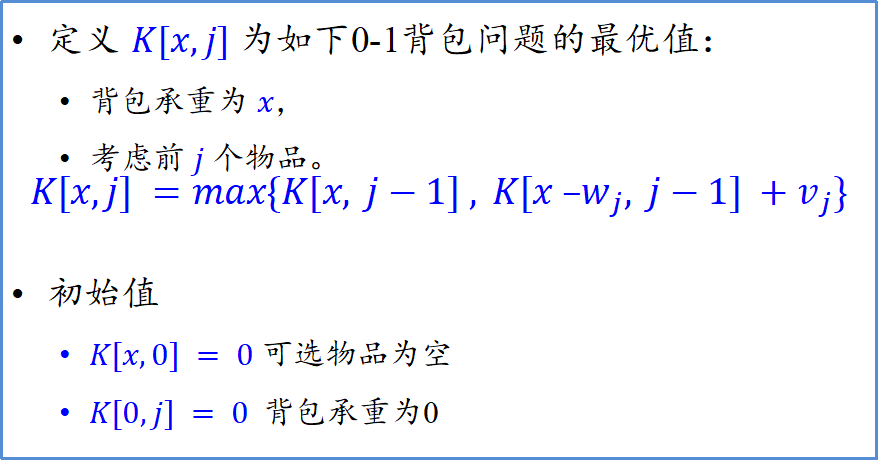 • 定义 K[x, j] 为如下0-1背包问题的最优值：
• 背包承重为 x，
• 考虑前 j 个物品。
K[x, j] = max{K[x, j − 1] , K[x –wⱼ, j − 1] + vⱼ}
• 初始值
• K[x, 0] = 0 可选物品为空
• K[0, j] = 0 背包承重为0